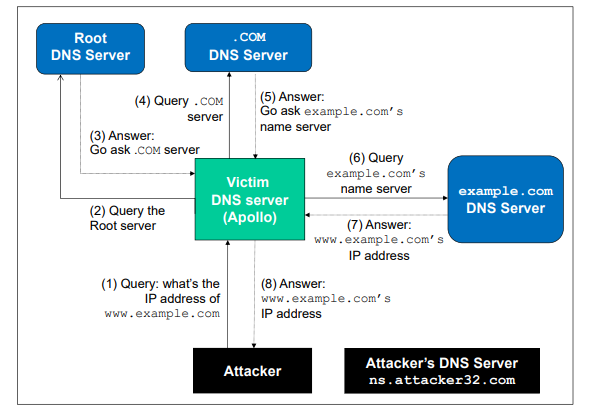 Root
DNS Server
.COM
DNS Server
(4) Query .COM
server
(5) Answer:
Go ask example.com's
name server
(3) Answer:
Go ask .COM server
(6) Query
example.com's
name server
Victim
DNS server
(Apollo)
example.com
DNS Server
(2) Query the
Root server
(7) Answer:
www.example.com's
IP address
(1) Query: what's the
IP address of
www.example.com
(8) Answer:
www.example.com's
IP address
Attacker
Attacker's DNS Server
ns.attacker32.com